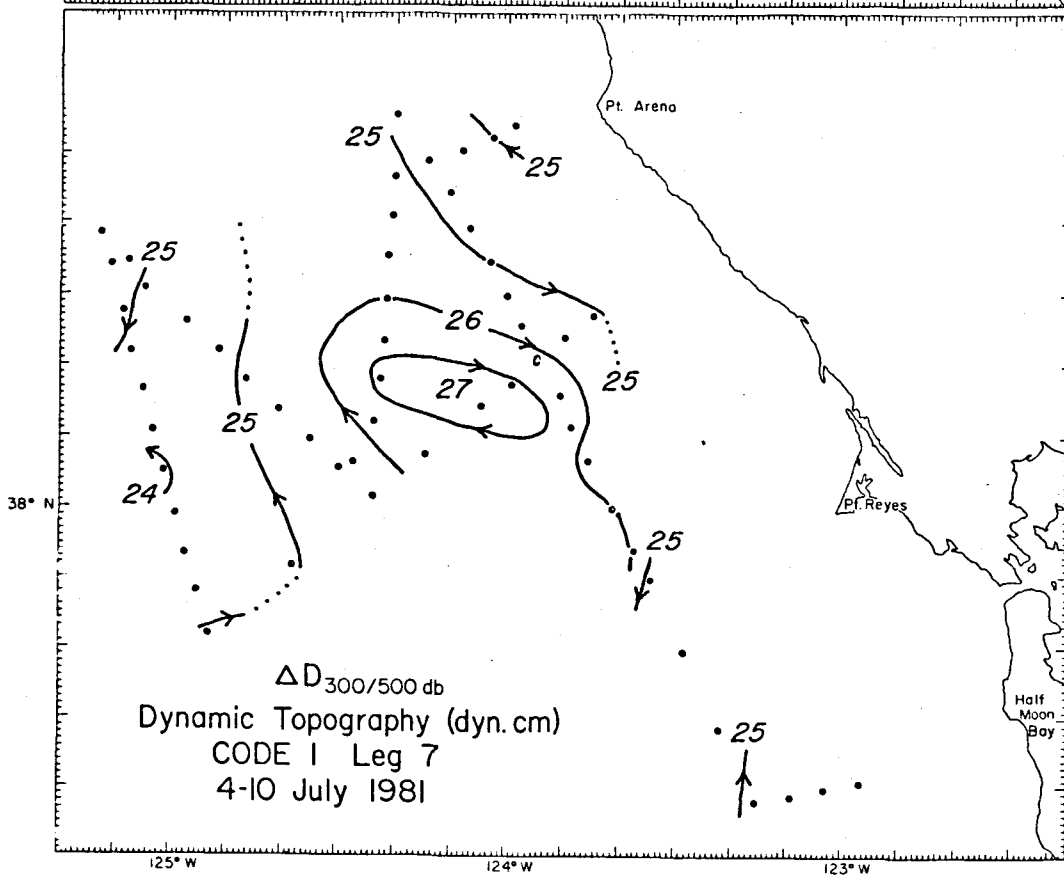 Pt. Arena
25
25
25
26
25
27
25
24
38° N
Pt. Reyes
25
ΔD300/500 db
Dynamic Topography (dyn. cm)
CODE 1 Leg 7
4-10 July 1981
25
Half
Moon
Bay
125° W
124° W
123° W